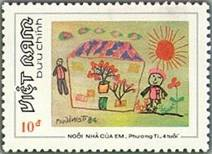 VIỆT NAM
BƯU CHÍNH
10đ
NGÔI NHÀ CỦA EM, Phương Ti, 4 tuổi